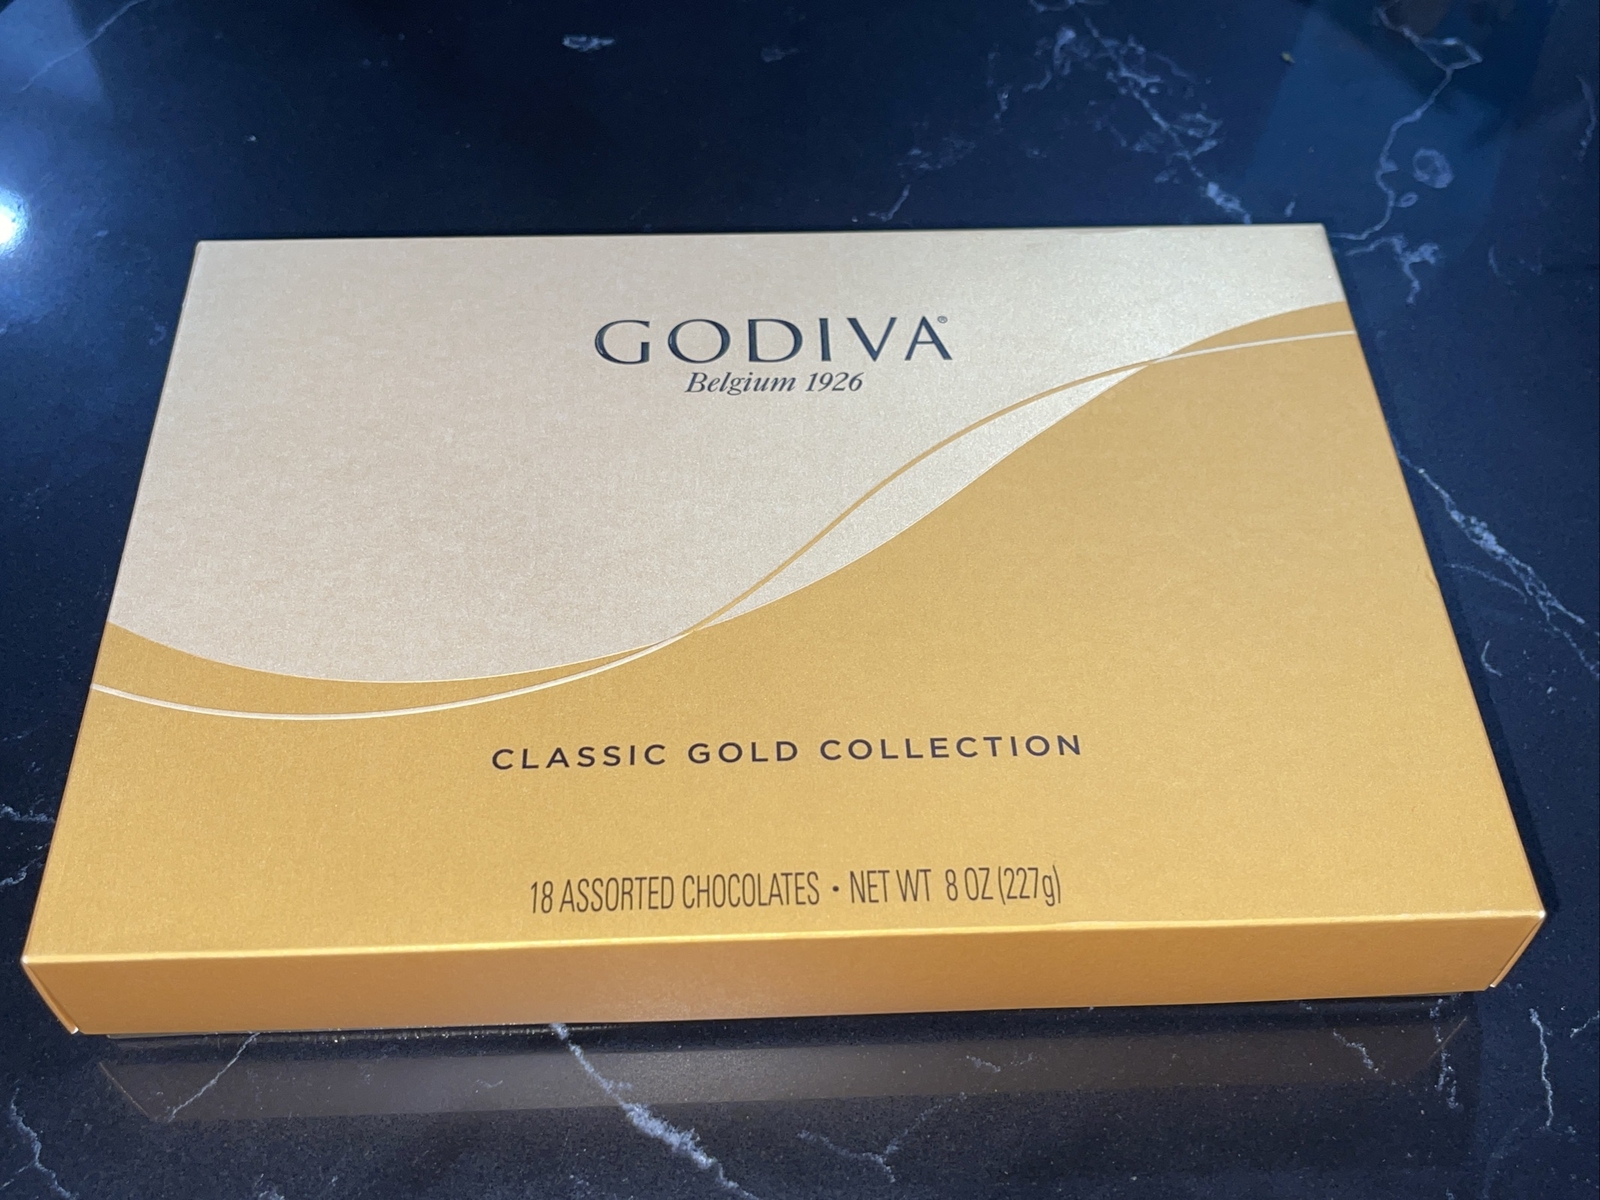 GODIVA®
Belgium 1926
CLASSIC GOLD COLLECTION
18 ASSORTED CHOCOLATES • NET WT 8 OZ (227g)